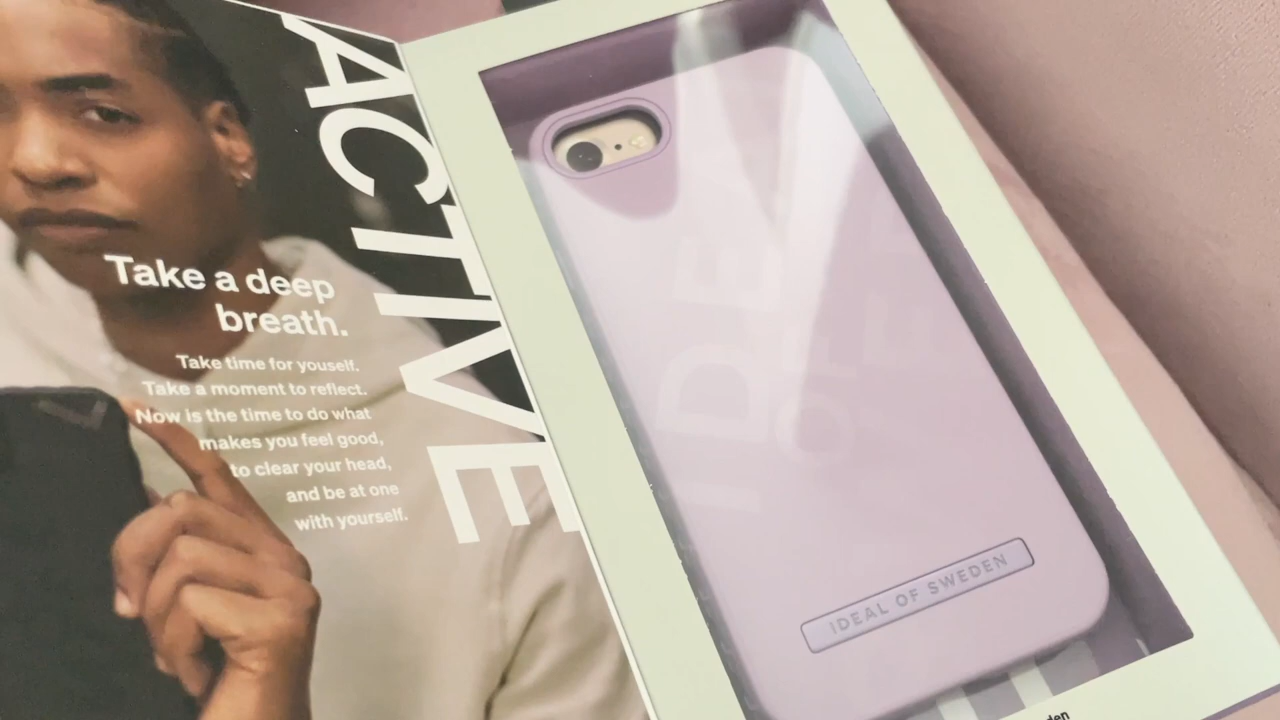 ACTIVE
Take a deep
breath.
Take time for youself.
Take a moment to reflect.
Now is the time to do what
makes you feel good,
to clear your head,
and be at one
with yourself.
IDEAL OF SWEDEN